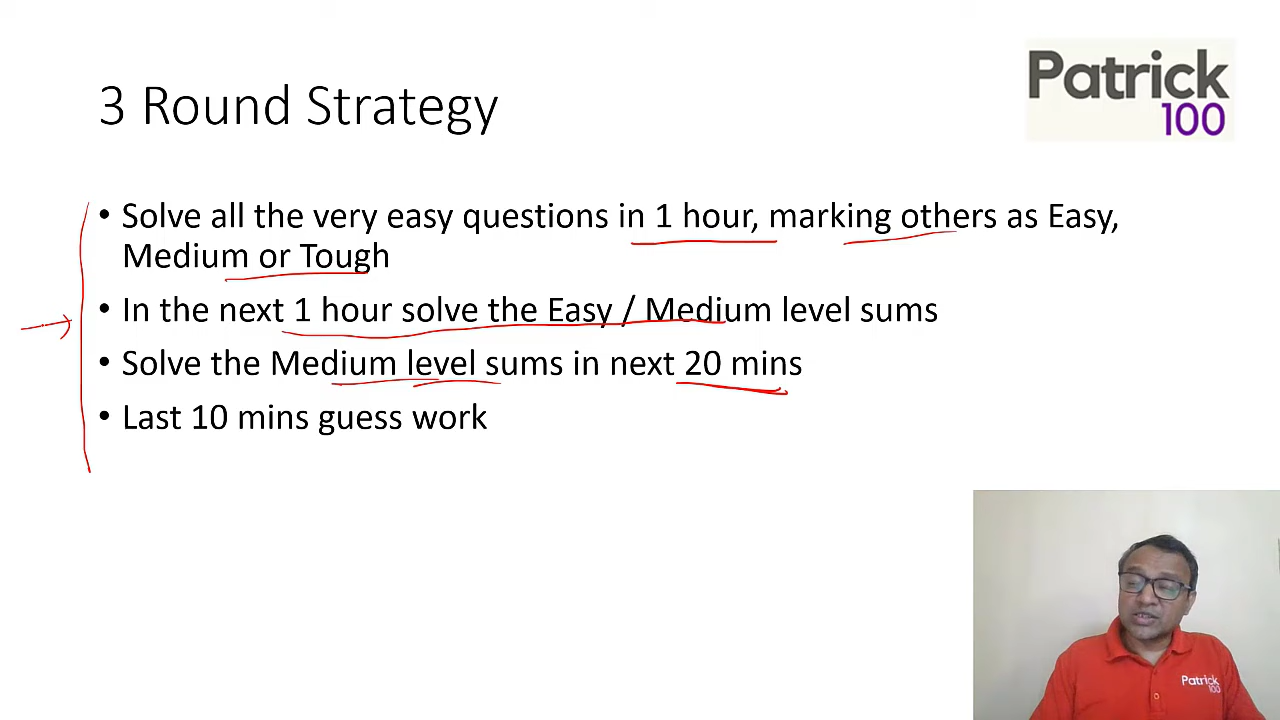 Patrick
100
3 Round Strategy
• Solve all the very easy questions in 1 hour, marking others as Easy,
Medium or Tough
• In the next 1 hour solve the Easy / Medium level sums
• Solve the Medium level sums in next 20 mins
• Last 10 mins guess work
Patrick
100